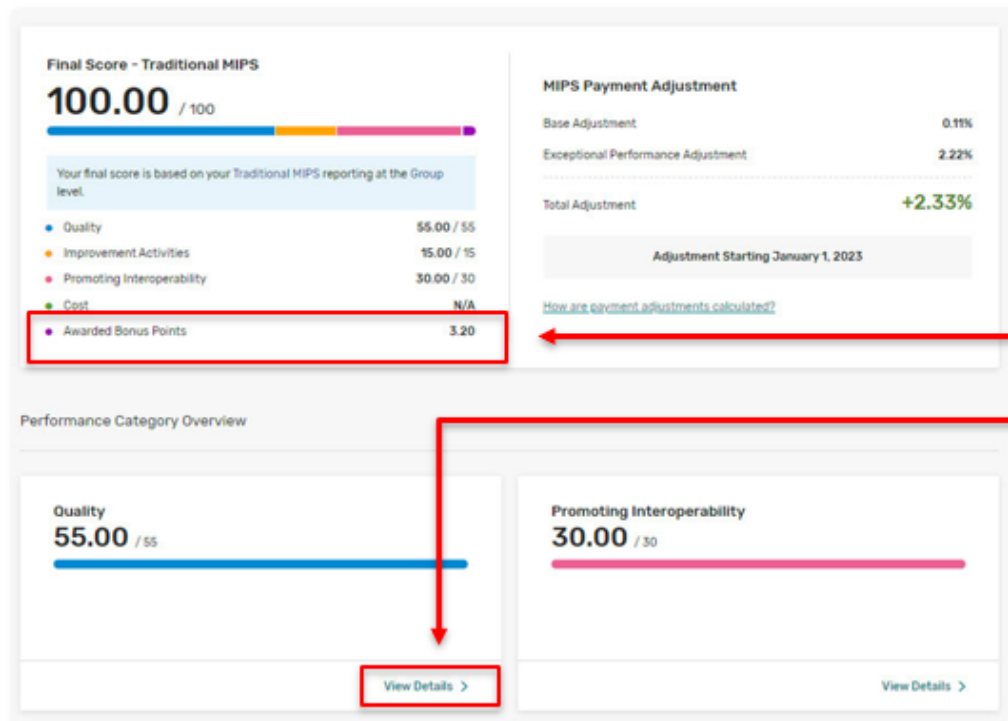 Final Score - Traditional MIPS
100.00 / 100
Your final score is based on your Traditional MIPS reporting at the Group
level.
Quality 55.00 / 55
Improvement Activities 15.00 / 15
Promoting Interoperability 30.00 / 30
Cost N/A
Awarded Bonus Points 3.20
MIPS Payment Adjustment
Base Adjustment 0.11%
Exceptional Performance Adjustment 2.22%
Total Adjustment +2.33%
Adjustment Starting January 1, 2023
How are payment adjustments calculated?
Performance Category Overview
Quality
55.00 / 55
View Details >
Promoting Interoperability
30.00 / 30
View Details >